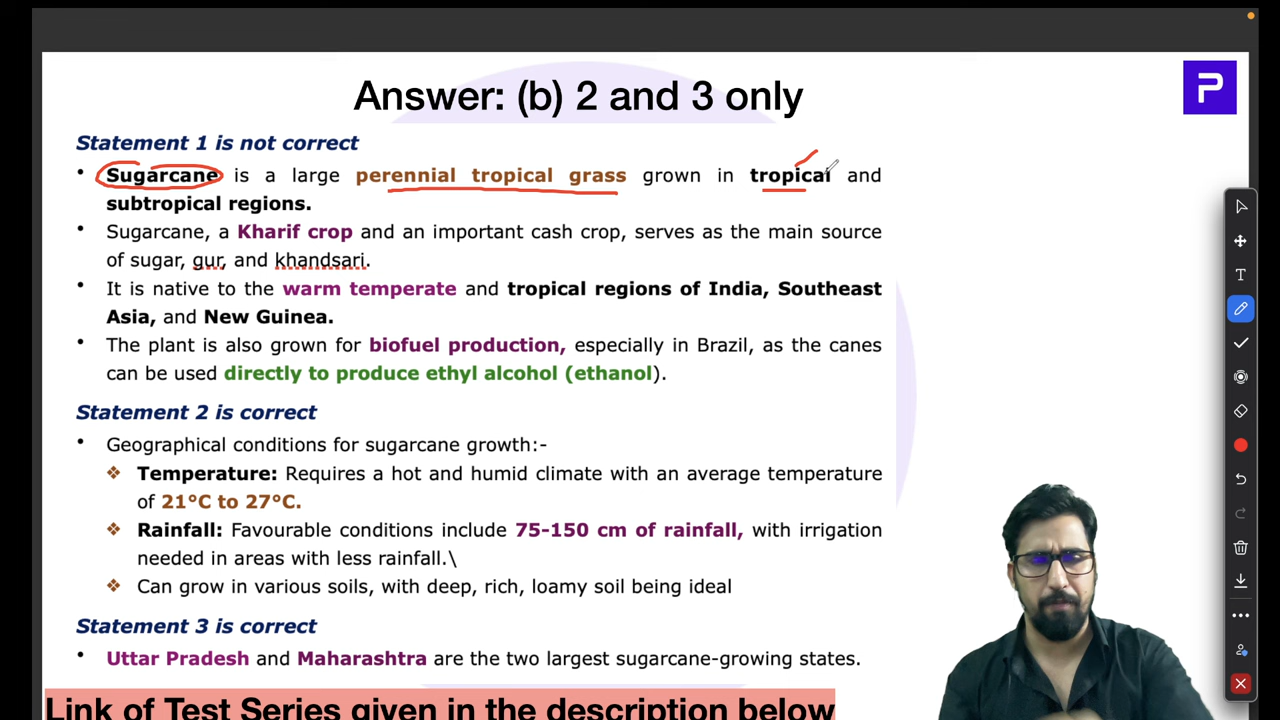 Answer: (b) 2 and 3 only
P
Statement 1 is not correct
• Sugarcane is a large perennial tropical grass grown in tropical and
subtropical regions.
• Sugarcane, a Kharif crop and an important cash crop, serves as the main source
of sugar, gur, and khandsari.
• It is native to the warm temperate and tropical regions of India, Southeast
Asia, and New Guinea.
• The plant is also grown for biofuel production, especially in Brazil, as the canes
can be used directly to produce ethyl alcohol (ethanol).
Statement 2 is correct
• Geographical conditions for sugarcane growth:-
❖ Temperature: Requires a hot and humid climate with an average temperature
of 21°C to 27°C.
❖ Rainfall: Favourable conditions include 75-150 cm of rainfall, with irrigation
needed in areas with less rainfall.\
❖ Can grow in various soils, with deep, rich, loamy soil being ideal
Statement 3 is correct
• Uttar Pradesh and Maharashtra are the two largest sugarcane-growing states.
Link of Test Series given in the description below
T